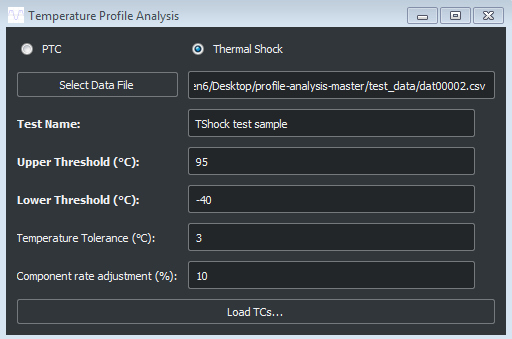 Temperature Profile Analysis
PTC
Thermal Shock
Select Data File
en6/Desktop/profile-analysis-master/test_data/dat00002.csv
Test Name:
TShock test sample
Upper Threshold (°C):
95
Lower Threshold (°C):
-40
Temperature Tolerance (°C):
3
Component rate adjustment (%):
10
Load TCs...